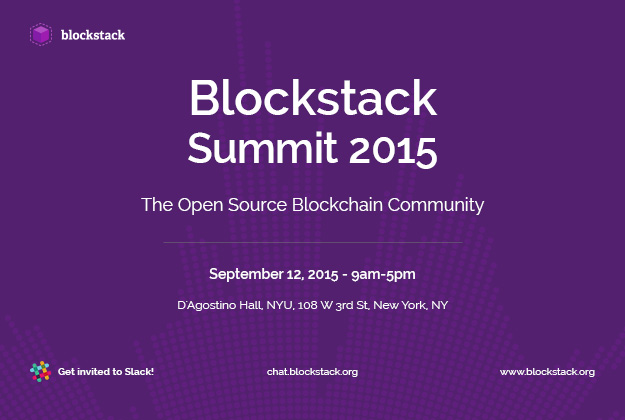 blockstack
Blockstack
Summit 2015
The Open Source Blockchain Community
September 12, 2015 - 9am-5pm
D'Agostino Hall, NYU, 108 W 3rd St, New York, NY
Get invited to Slack!
chat.blockstack.org
www.blockstack.org